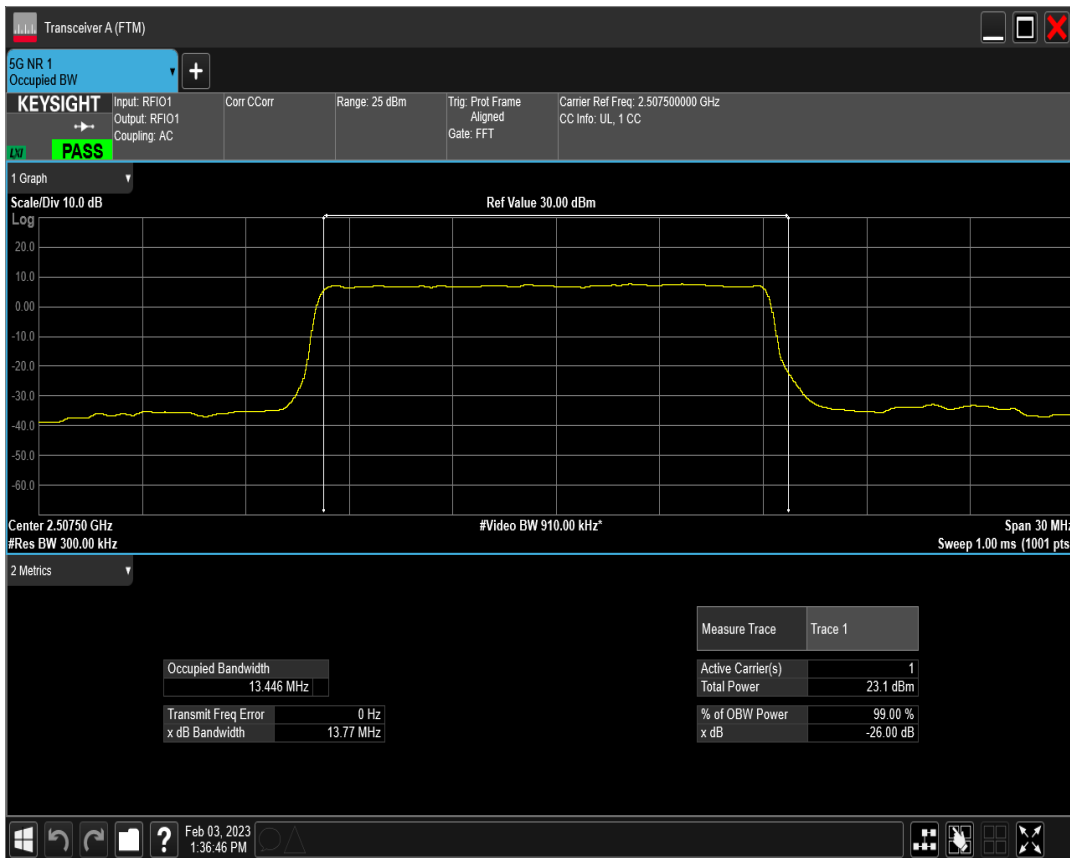 Transceiver A (FTM)
5G NR 1
Occupied BW
+
KEYSIGHT
LXI
PASS
Input: RFIO1
Output: RFIO1
Coupling: AC
Corr CCorr
Range: 25 dBm
Trig: Prot Frame
Aligned
Gate: FFT
Carrier Ref Freq: 2.507500000 GHz
CC Info: UL, 1 CC
1 Graph
Scale/Div 10.0 dB
Ref Value 30.00 dBm
Log
20.0
10.0
0.00
-10.0
-20.0
-30.0
-40.0
-50.0
-60.0
Center 2.50750 GHz
#Video BW 910.00 kHz*
Span 30 MHz
#Res BW 300.00 kHz
Sweep 1.00 ms (1001 pts
2 Metrics
Measure Trace Trace 1
Occupied Bandwidth
13.446 MHz
Active Carrier(s) 1
Total Power 23.1 dBm
Transmit Freq Error 0 Hz
x dB Bandwidth 13.77 MHz
% of OBW Power 99.00 %
x dB -26.00 dB
?
Feb 03, 2023
1:36:46 PM